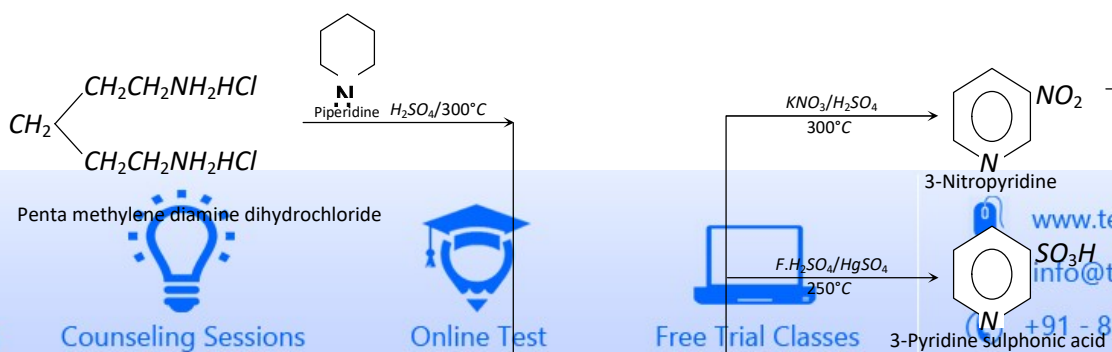 CH₂CH₂NH₂HCl
CH₂
CH₂CH₂NH₂HCl
Penta methylene diamine dihydrochloride
N
Piperidine
H₂SO₄/300°C
KNO₃/H₂SO₄
300°C
NO₂
N
3-Nitropyridine
F.H₂SO₄/HgSO₄
250°C
SO₃H
N
3-Pyridine sulphonic acid
www.te
info@t
+91 - 8
Counseling Sessions
Online Test
Free Trial Classes